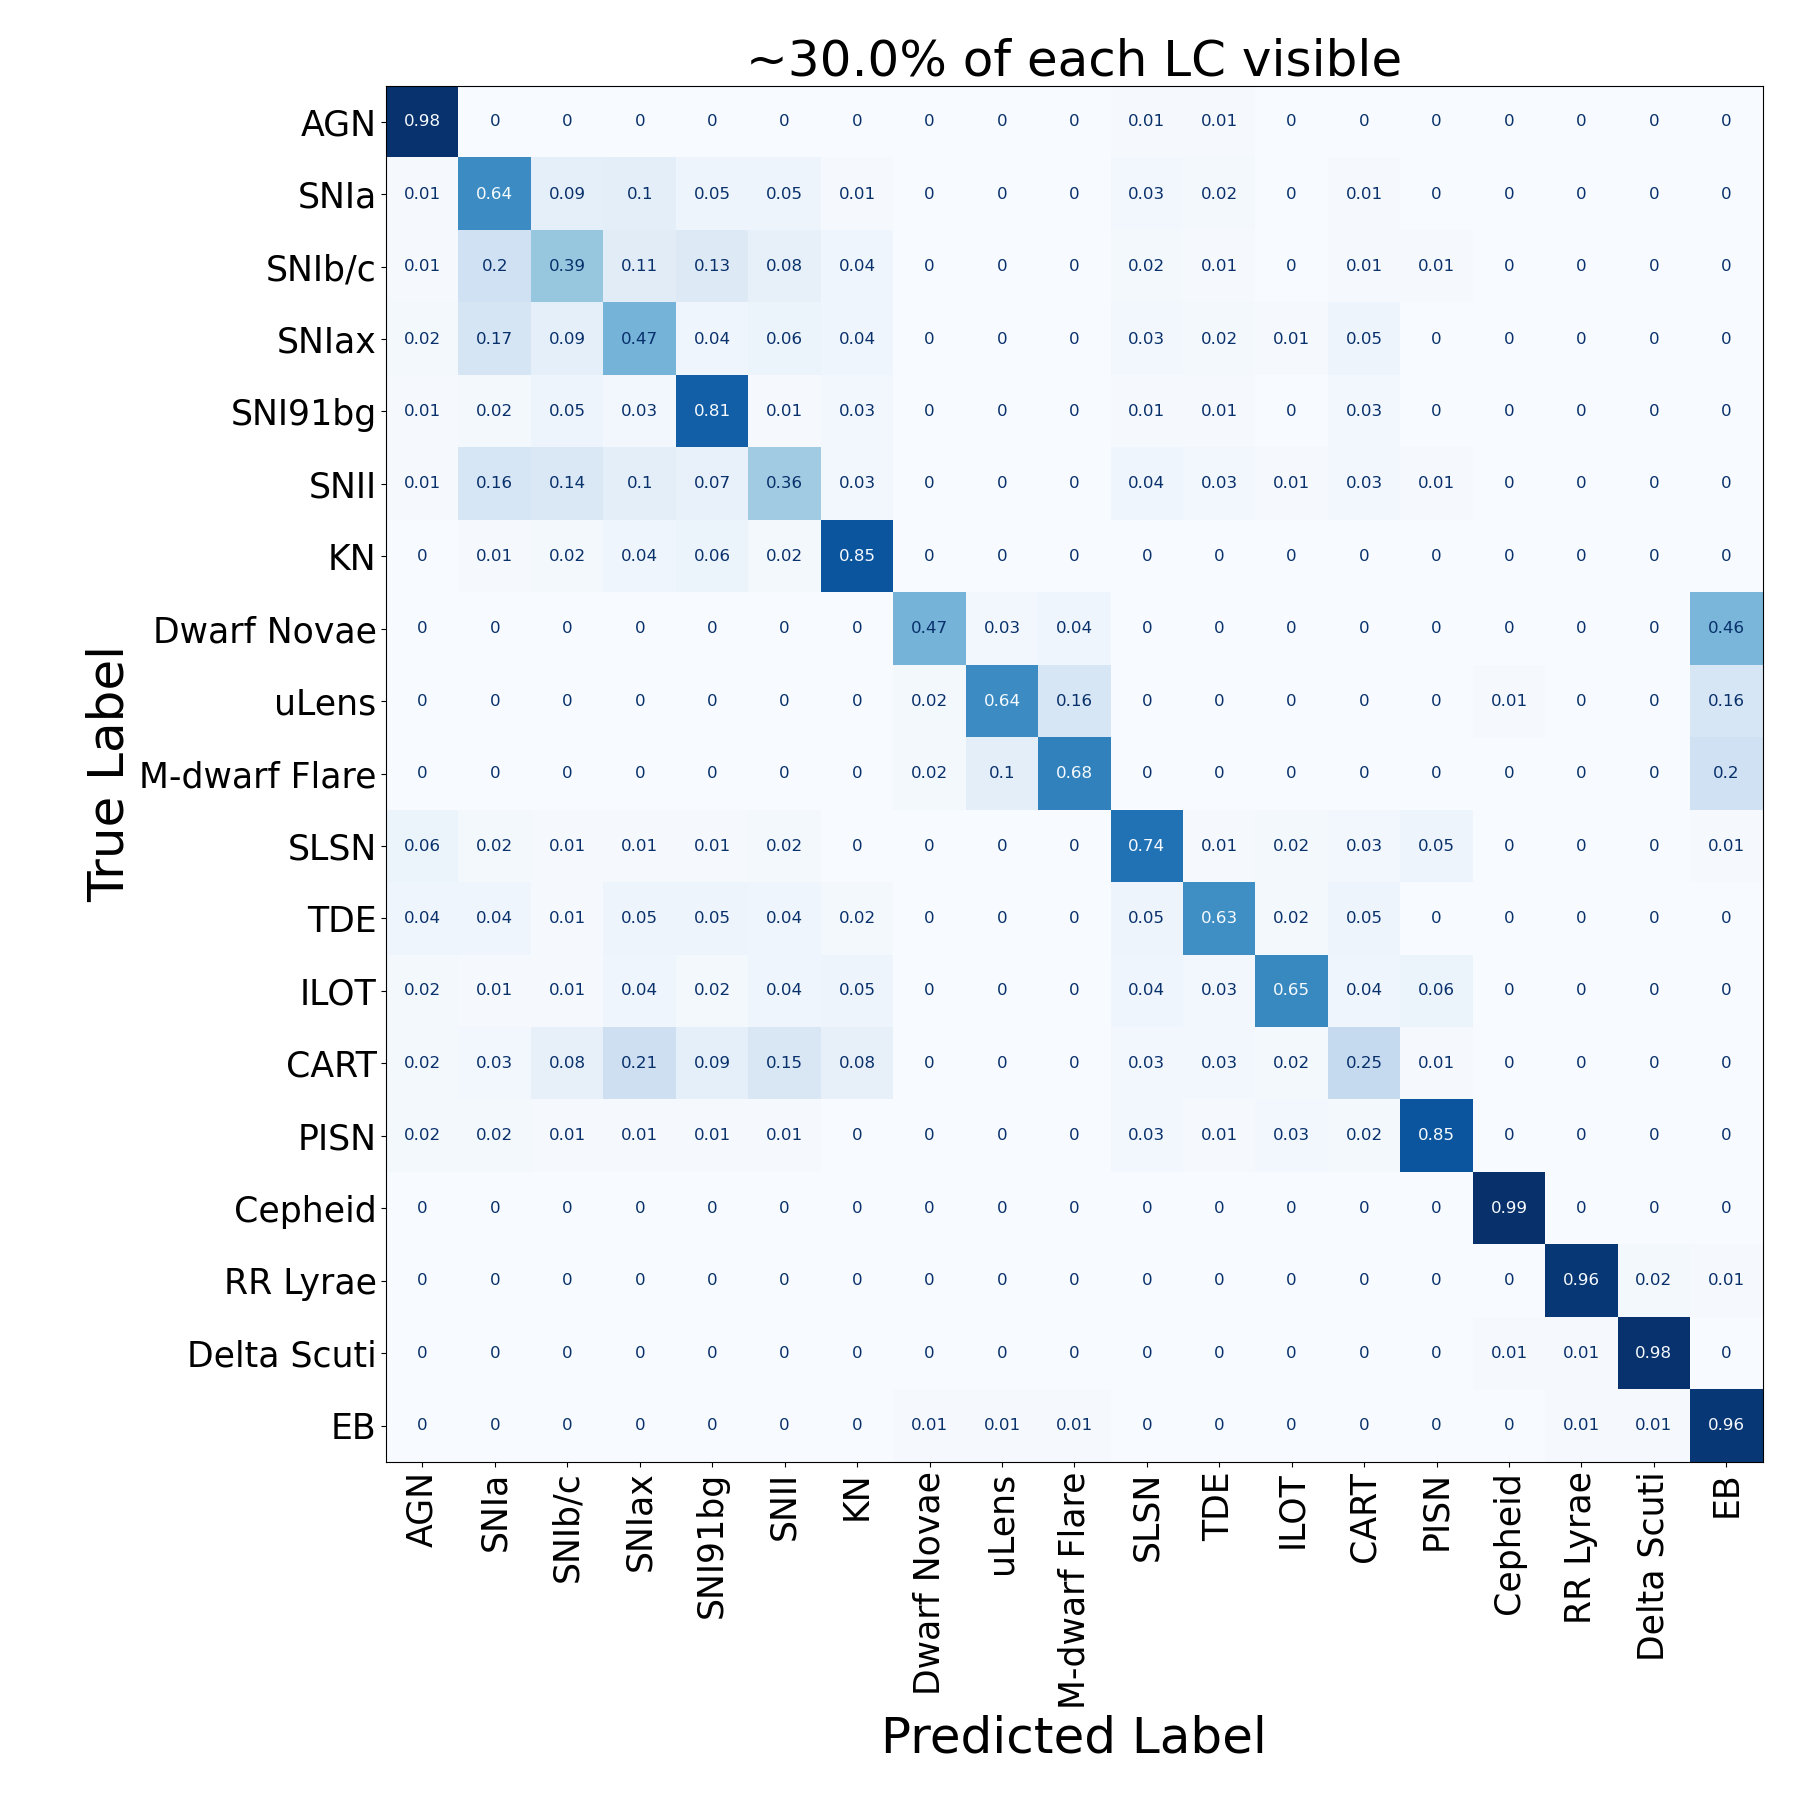 ~30.0% of each LC visible
True Label
AGN 0.98 0 0 0 0 0 0 0 0 0 0.01 0.01 0 0 0 0 0 0 0
SNIa 0.01 0.64 0.09 0.1 0.05 0.05 0.01 0 0 0 0.03 0.02 0 0.01 0 0 0 0 0
SNIb/c 0.01 0.2 0.39 0.11 0.13 0.08 0.04 0 0 0 0.02 0.01 0 0.01 0.01 0 0 0 0
SNIax 0.02 0.17 0.09 0.47 0.04 0.06 0.04 0 0 0 0.03 0.02 0.01 0.05 0 0 0 0 0
SNI91bg 0.01 0.02 0.05 0.03 0.81 0.01 0.03 0 0 0 0.01 0.01 0 0.03 0 0 0 0 0
SNII 0.01 0.16 0.14 0.1 0.07 0.36 0.03 0 0 0 0.04 0.03 0.01 0.03 0.01 0 0 0 0
KN 0 0.01 0.02 0.04 0.06 0.02 0.85 0 0 0 0 0 0 0 0 0 0 0 0
Dwarf Novae 0 0 0 0 0 0 0 0.47 0.03 0.04 0 0 0 0 0 0 0 0 0.46
uLens 0 0 0 0 0 0 0 0.02 0.64 0.16 0 0 0 0 0 0.01 0 0 0.16
M-dwarf Flare 0 0 0 0 0 0 0 0.02 0.1 0.68 0 0 0 0 0 0 0 0 0.2
SLSN 0.06 0.02 0.01 0.01 0.01 0.02 0 0 0 0 0.74 0.01 0.02 0.03 0.05 0 0 0 0.01
TDE 0.04 0.04 0.01 0.05 0.05 0.04 0.02 0 0 0 0.05 0.63 0.02 0.05 0 0 0 0 0
ILOT 0.02 0.01 0.01 0.04 0.02 0.04 0.05 0 0 0 0.04 0.03 0.65 0.04 0.06 0 0 0 0
CART 0.02 0.03 0.08 0.21 0.09 0.15 0.08 0 0 0 0.03 0.03 0.02 0.25 0.01 0 0 0 0
PISN 0.02 0.02 0.01 0.01 0.01 0.01 0 0 0 0 0.03 0.01 0.03 0.02 0.85 0 0 0 0
Cepheid 0 0 0 0 0 0 0 0 0 0 0 0 0 0 0 0.99 0 0 0
RR Lyrae 0 0 0 0 0 0 0 0 0 0 0 0 0 0 0 0 0.96 0.02 0.01
Delta Scuti 0 0 0 0 0 0 0 0 0 0 0 0 0 0 0 0.01 0.01 0.98 0
EB 0 0 0 0 0 0 0 0.01 0.01 0.01 0 0 0 0 0 0 0.01 0.01 0.96
AGN SNIa SNIb/c SNIax SNI91bg SNII KN Dwarf Novae uLens M-dwarf Flare SLSN TDE ILOT CART PISN Cepheid RR Lyrae Delta Scuti EB
Predicted Label